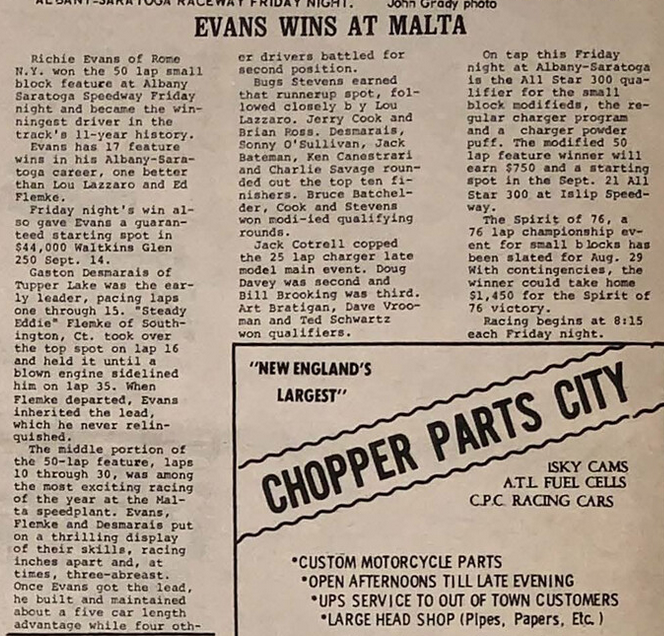 ALBANY-SARATOGA RACEWAY FRIDAY NIGHT. John Grady photo
EVANS WINS AT MALTA
Richie Evans of Rome
N.Y. won the 50 lap small
block feature at Albany
Saratoga Speedway Friday
night and became the win-
ningest driver in the
track's 11-year history.
Evans has 17 feature
wins in his Albany-Sara-
toga career, one better
than Lou Lazzaro and Ed
Flemke.
Friday night's win al-
so gave Evans a guaran-
teed starting spot in
$44,000 Waltkins Glen
250 Sept. 14.
Gaston Desmarais of
Tupper Lake was the ear-
ly leader, pacing laps
one through 15. "Steady
Eddie" Flemke of South-
ington, Ct. took over
the top spot on lap 16
and held it until a
blown engine sidelined
him on lap 35. When
Flemke departed, Evans
inherited the lead,
which he never relin-
quished.
The middle portion of
the 50-lap feature, laps
10 through 30, was among
the most exciting racing
of the year at the Mal-
ta speedplant. Evans,
Flemke and Desmarais put
on a thrilling display
of their skills, racing
inches apart and, at
times, three-abreast.
Once Evans got the lead,
he built and maintained
about a five car length
advantage while four oth-
er drivers battled for
second position.
Bugs Stevens earned
that runnerup spot, fol-
lowed closely b y Lou
Lazzaro. Jerry Cook and
Brian Ross. Desmarais,
Sonny O'Sullivan, Jack
Bateman, Ken Canestrari
and Charlie Savage roun-
ded out the top ten fi-
nishers. Bruce Batchel-
der, Cook and Stevens
won modi-ied qualifying
rounds.
Jack Cotrell copped
the 25 lap charger late
model main event. Doug
Davey was second and
Bill Brooking was third.
Art Bratigan, Dave Vroo-
man and Ted Schwartz
won qualifiers.
On tap this Friday
night at Albany-Saratoga
is the All Star 300 qua-
lifier for the small
block modifieds, the re-
gular charger program
and a charger powder
puff. The modified 50
lap feature winner will
earn $750 and a starting
spot in the Sept. 21 All
Star 300 at Islip Speed-
way.
The Spirit of 76, a
76 lap championship ev-
ent for small blocks has
been slated for Aug. 29
With contingencies, the
winner could take home
$1,450 for the Spirit of
76 victory.
Racing begins at 8:15
each Friday night.
"NEW ENGLAND'S
LARGEST"
CHOPPER PARTS CITY
ISKY CAMS
A.T.L. FUEL CELLS
C.P.C. RACING CARS
*CUSTOM MOTORCYCLE PARTS
*OPEN AFTERNOONS TILL LATE EVENING
*UPS SERVICE TO OUT OF TOWN CUSTOMERS
*LARGE HEAD SHOP (Pipes, Papers, Etc.)